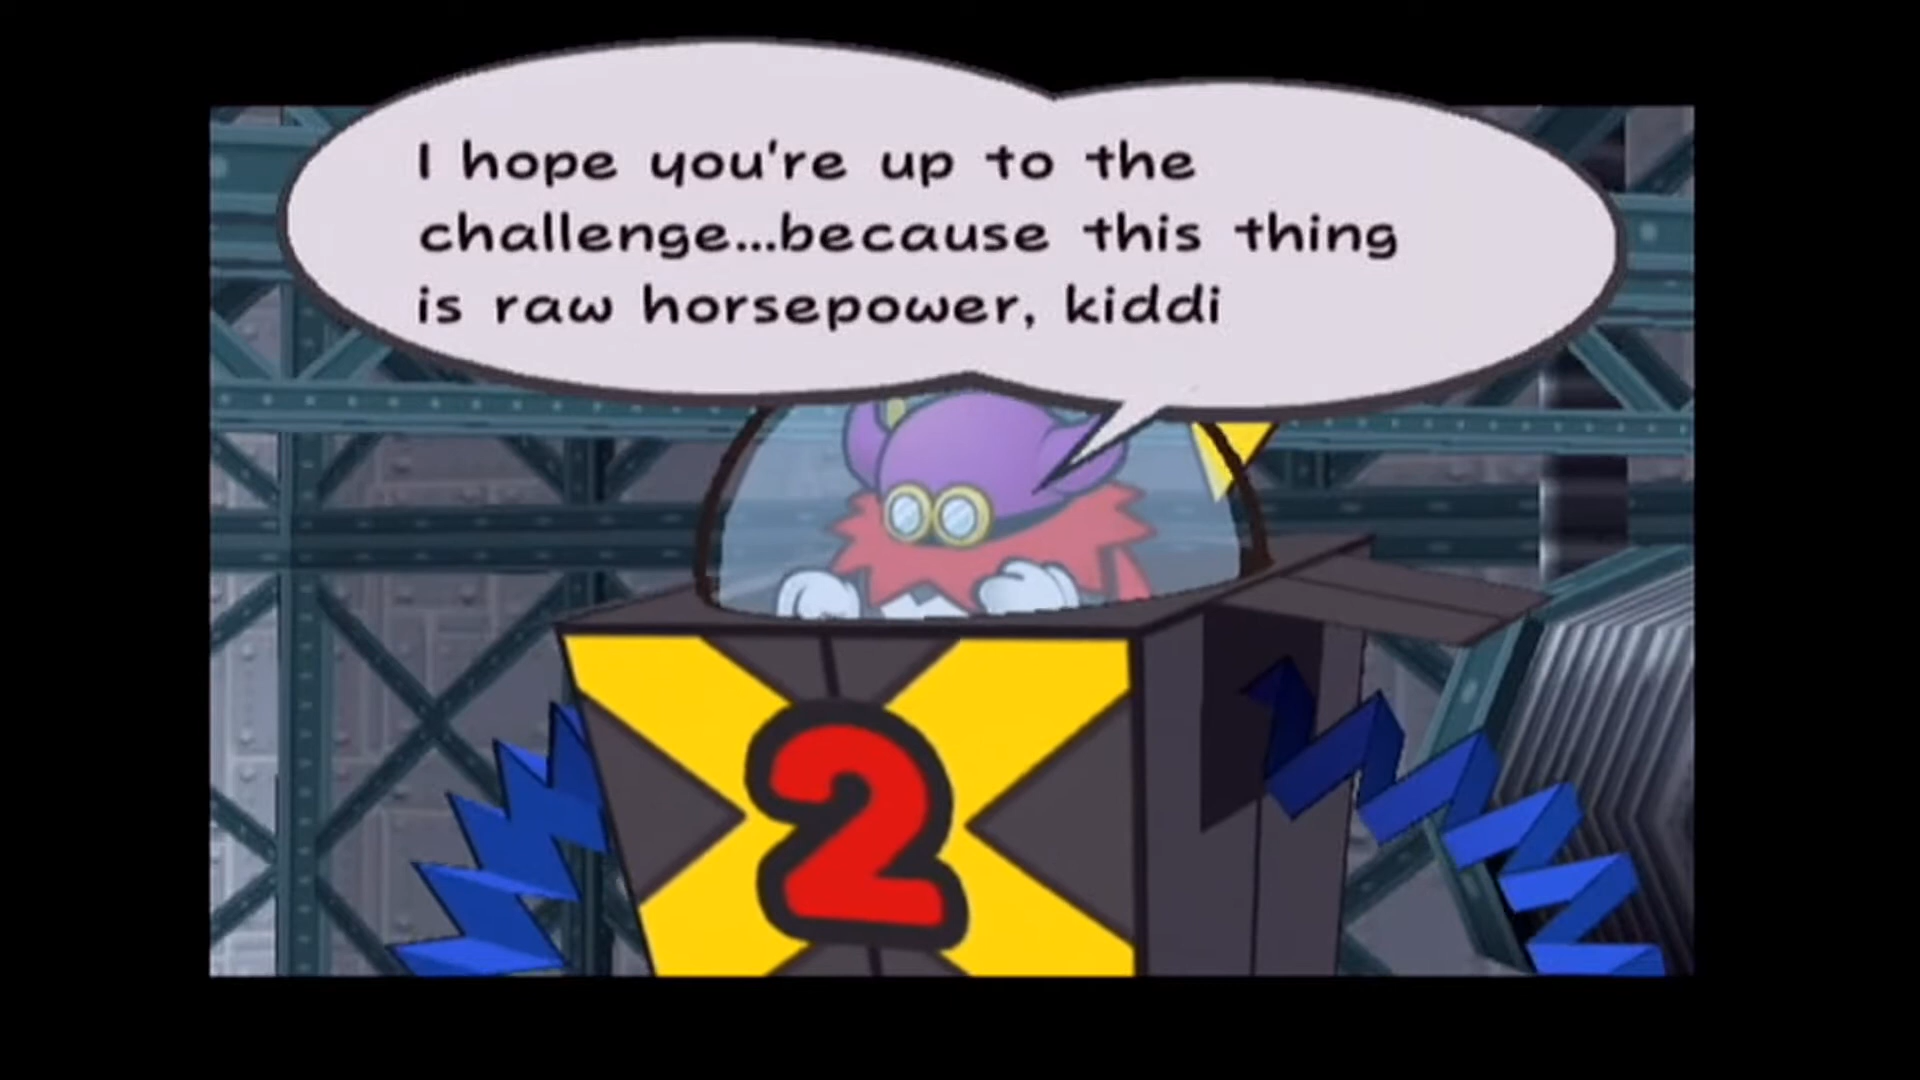 I hope you're up to the
challenge...because this thing
is raw horsepower, kiddi
2